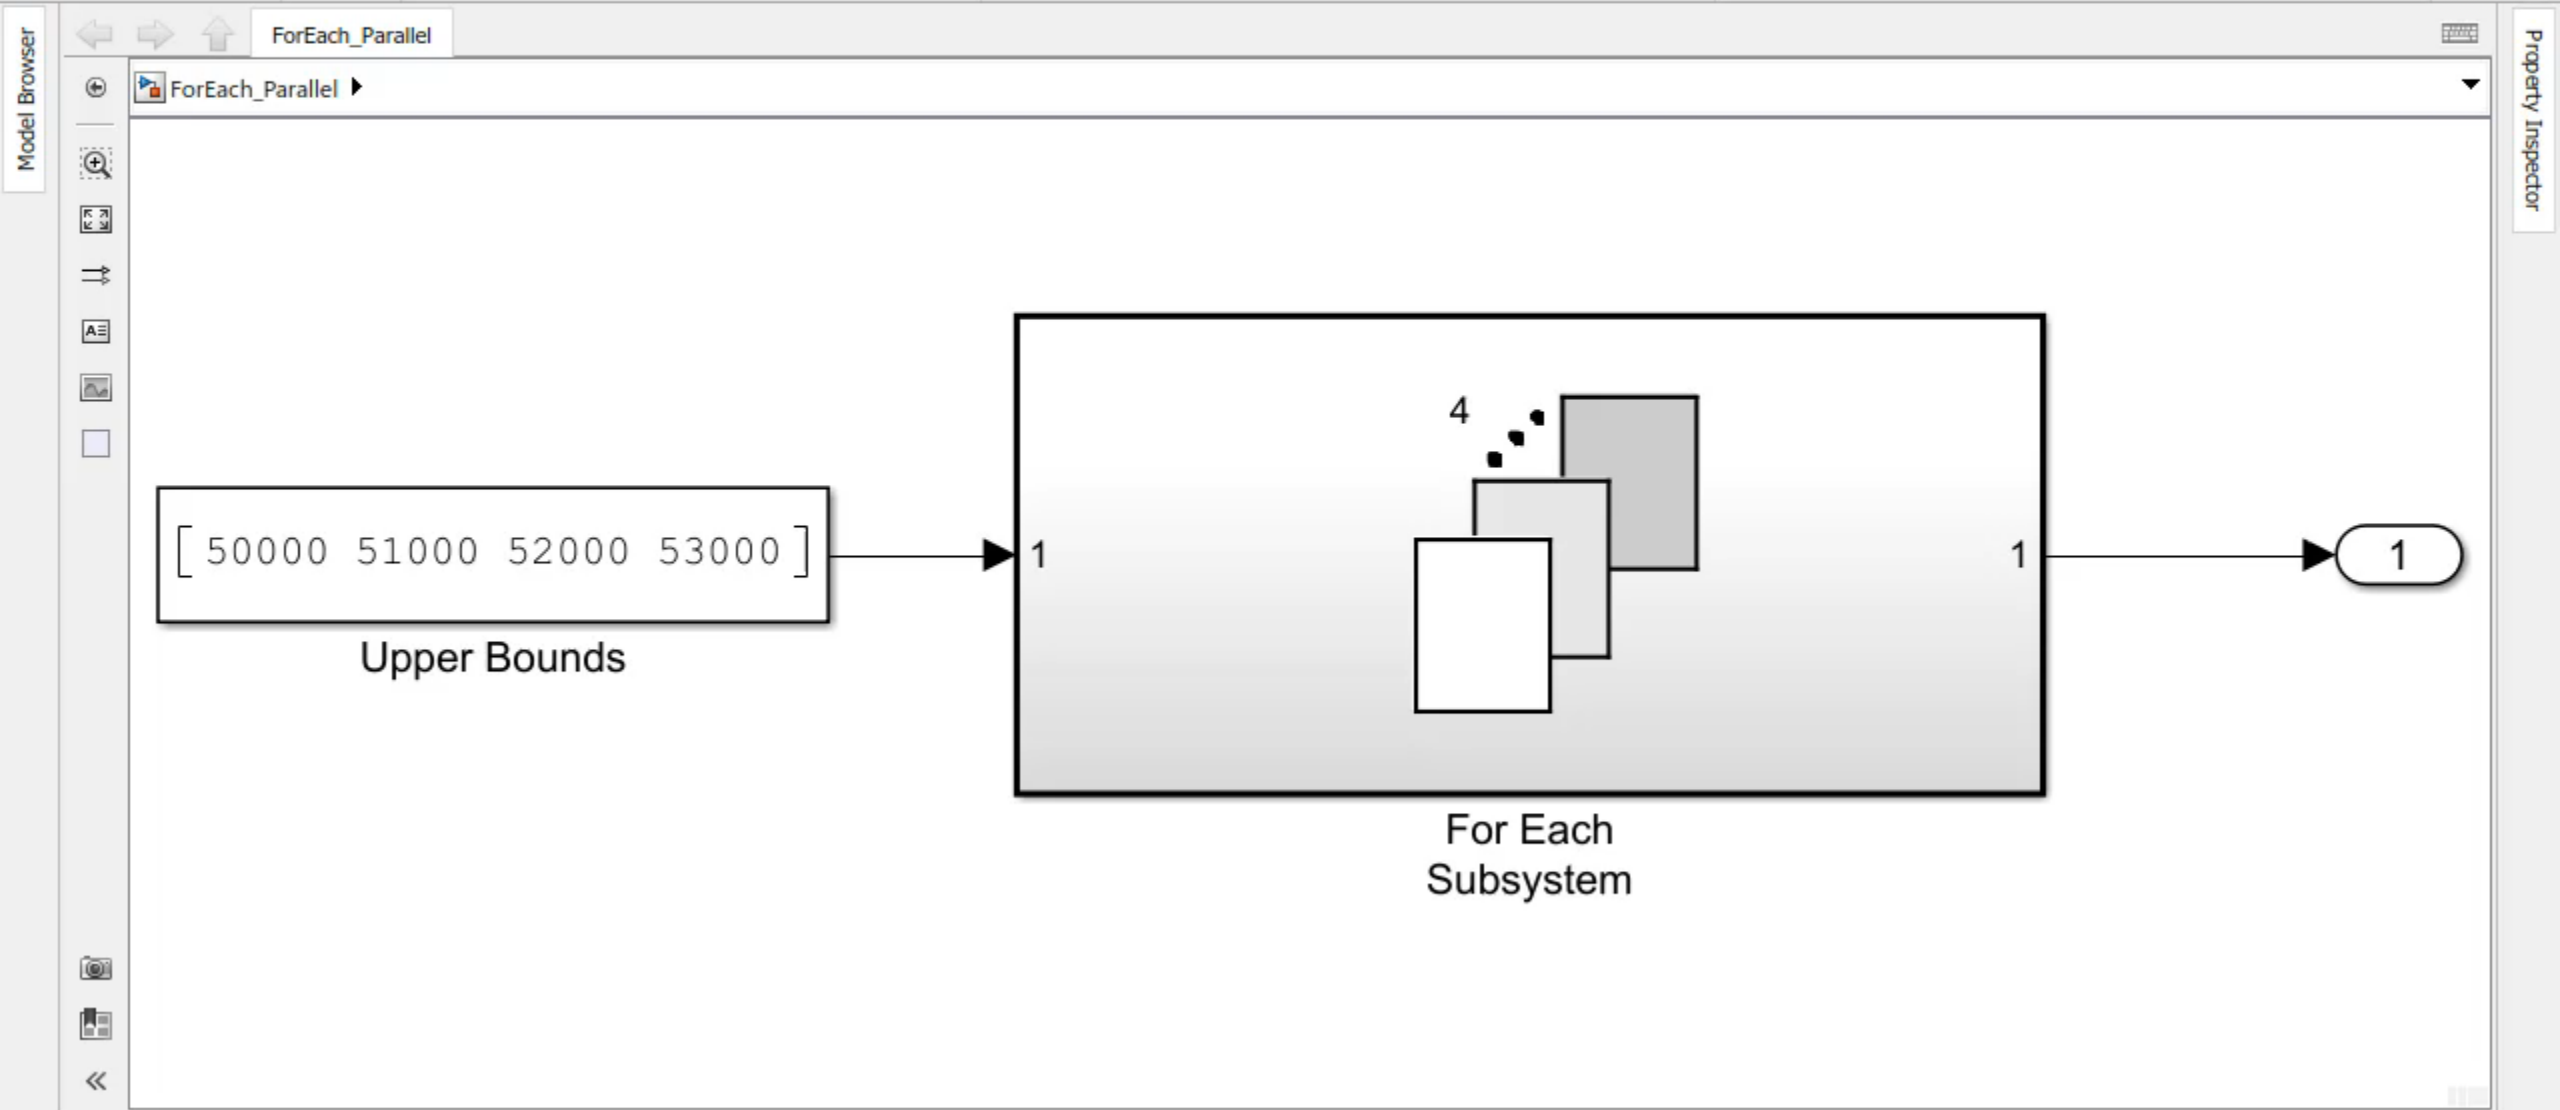 Model Browser
ForEach_Parallel
ForEach_Parallel
Property Inspector
4
[ 50000 51000 52000 53000 ]
1
1
1
Upper Bounds
For Each
Subsystem